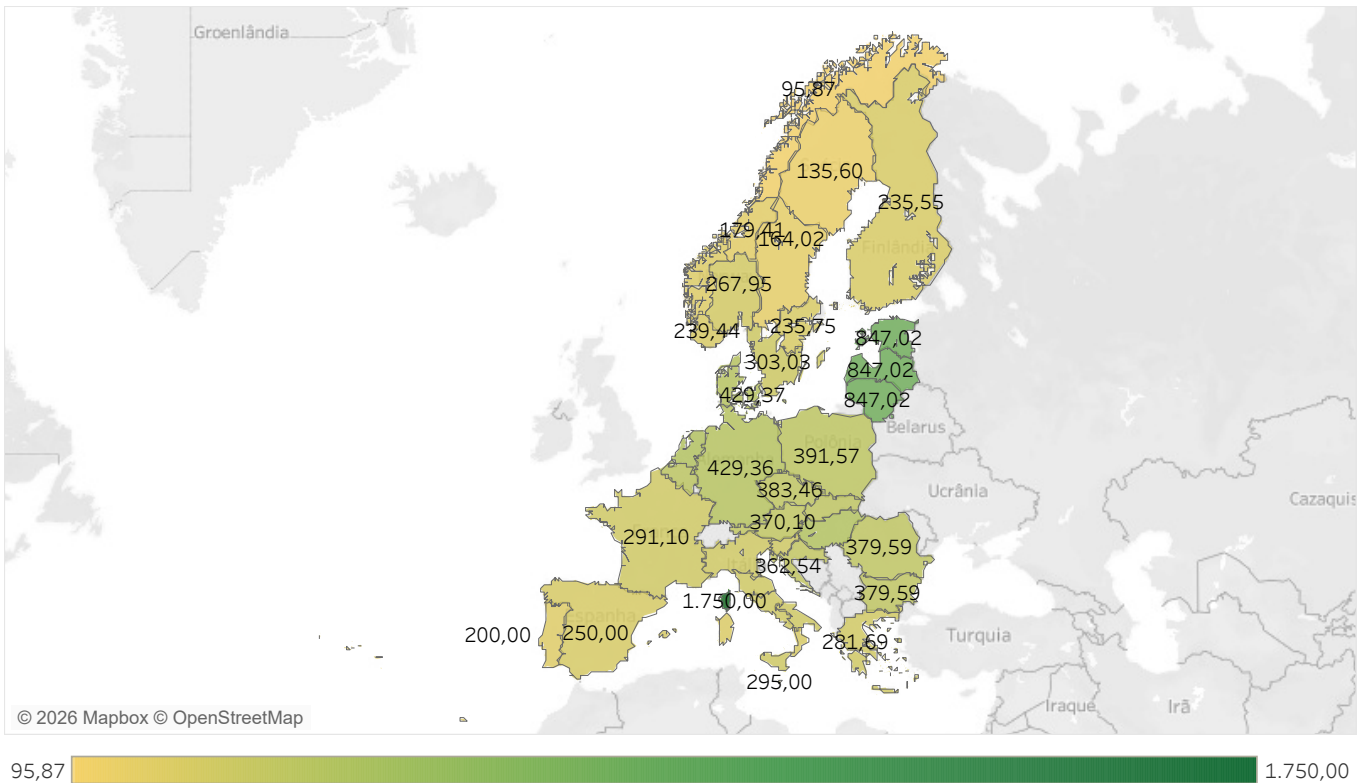 Groenlândia
95,87
135,60
235,55
179,41
164,02
Finlândia
267,95
239,44
235,75
847,02
303,03
847,02
429,37
847,02
Belarus
Polônia
391,57
429,36
383,46
Ucrânia
Cazaquis
370,10
291,10
379,59
362,54
Itália
379,59
1.750,00
Espanha
200,00
250,00
281,69
Turquia
295,00
Iraque
Irã
© 2026 Mapbox © OpenStreetMap
95,87
1.750,00